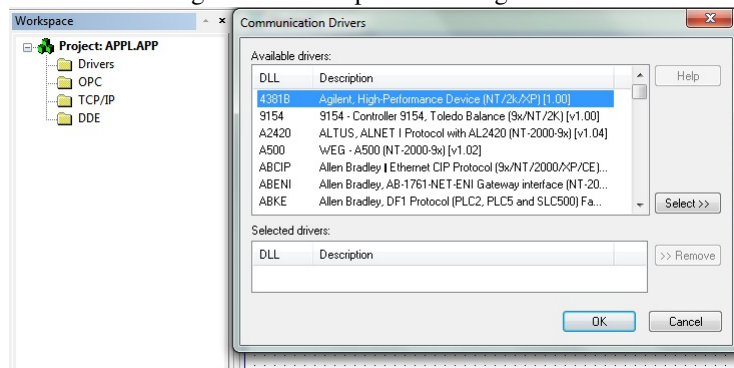 Workspace
Project: APPL.APP
Drivers
OPC
TCP/IP
DDE
Communication Drivers
Available drivers:
DLL Description
4381B Agilent, High-Performance Device (NT/2k/XP) [1.00]
9154 9154 - Controller 9154, Toledo Balance (9x/NT/2K) [v1.00]
A2420 ALTUS, ALNET I Protocol with AL2420 (NT-2000-9x) [v1.04]
A500 WEG - A500 (NT-2000-9x) [v1.02]
ABCIP Allen Bradley Ethernet CIP Protocol (9x/NT/2000/XP/CE)...
ABENI Allen Bradley, AB-1761-NET-ENI Gateway interface (NT-20...
ABKE Allen Bradley, DF1 Protocol (PLC2, PLC5 and SLC500) Fa...
Help
Select >>
Selected drivers:
DLL Description
>> Remove
OK Cancel